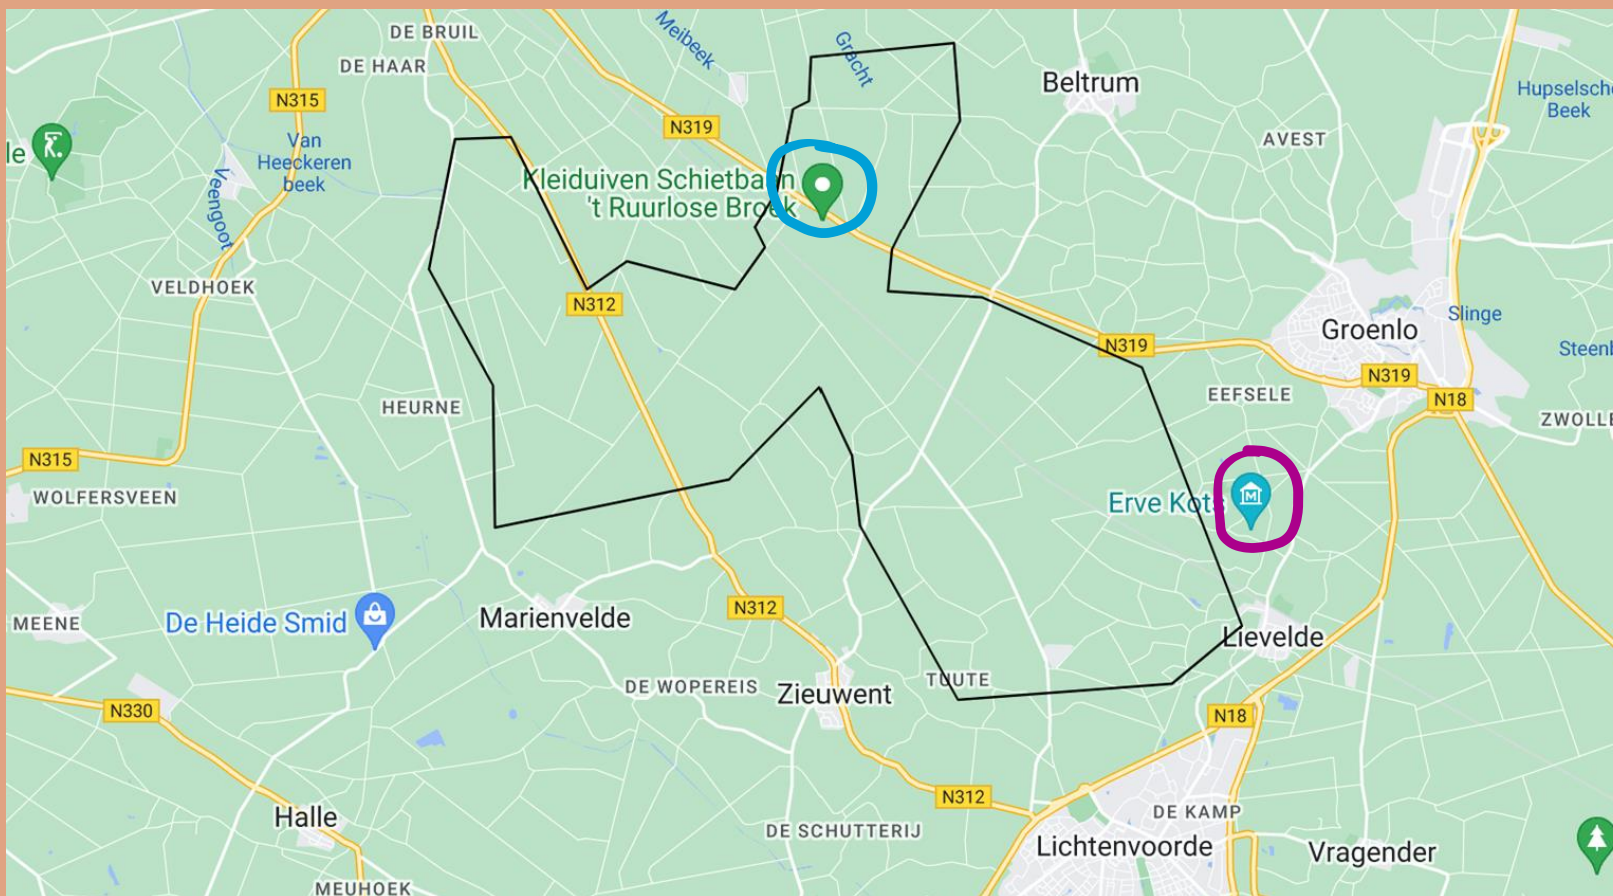 DE BRUIL
DE HAAR
Meibeek
Gracht
Beltrum
Hupselsche
Beek
N315
N319
AVEST
le
Van
Heeckeren
beek
Veengoot
Kleiduiven Schietbaan
't Ruurlose Broek
VELDHOEK
N312
Slinge
Groenlo
N319
N319
EEFSELE
N18
ZWOLLE
HEURNE
N315
WOLFERSVEEN
Erve Kots
M
MEENE
De Heide Smid
Marienvelde
N312
Lievelde
DE WOPEREIS
Zieuwent
TUUTE
N330
N18
N312
DE KAMP
Halle
DE SCHUTTERIJ
Lichtenvoorde
Vragender
MEUHOEK